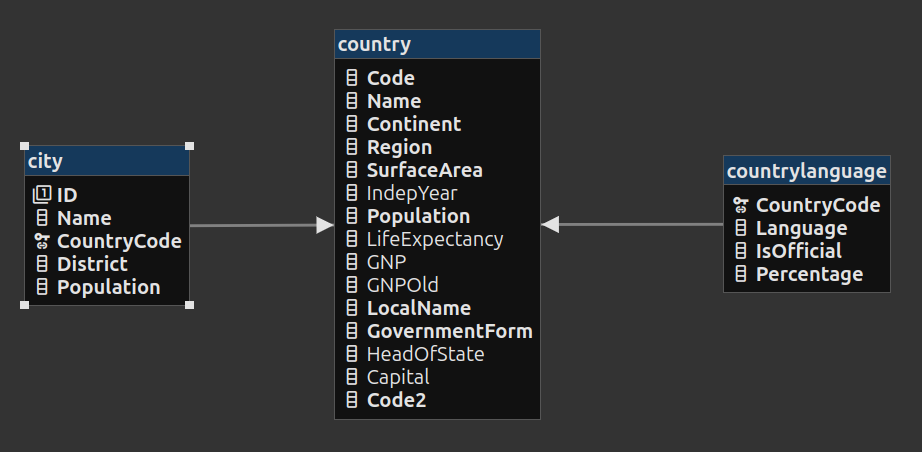 city
ID
Name
CountryCode
District
Population
country
Code
Name
Continent
Region
SurfaceArea
IndepYear
Population
LifeExpectancy
GNP
GNPOld
LocalName
GovernmentForm
HeadOfState
Capital
Code2
countrylanguage
CountryCode
Language
IsOfficial
Percentage